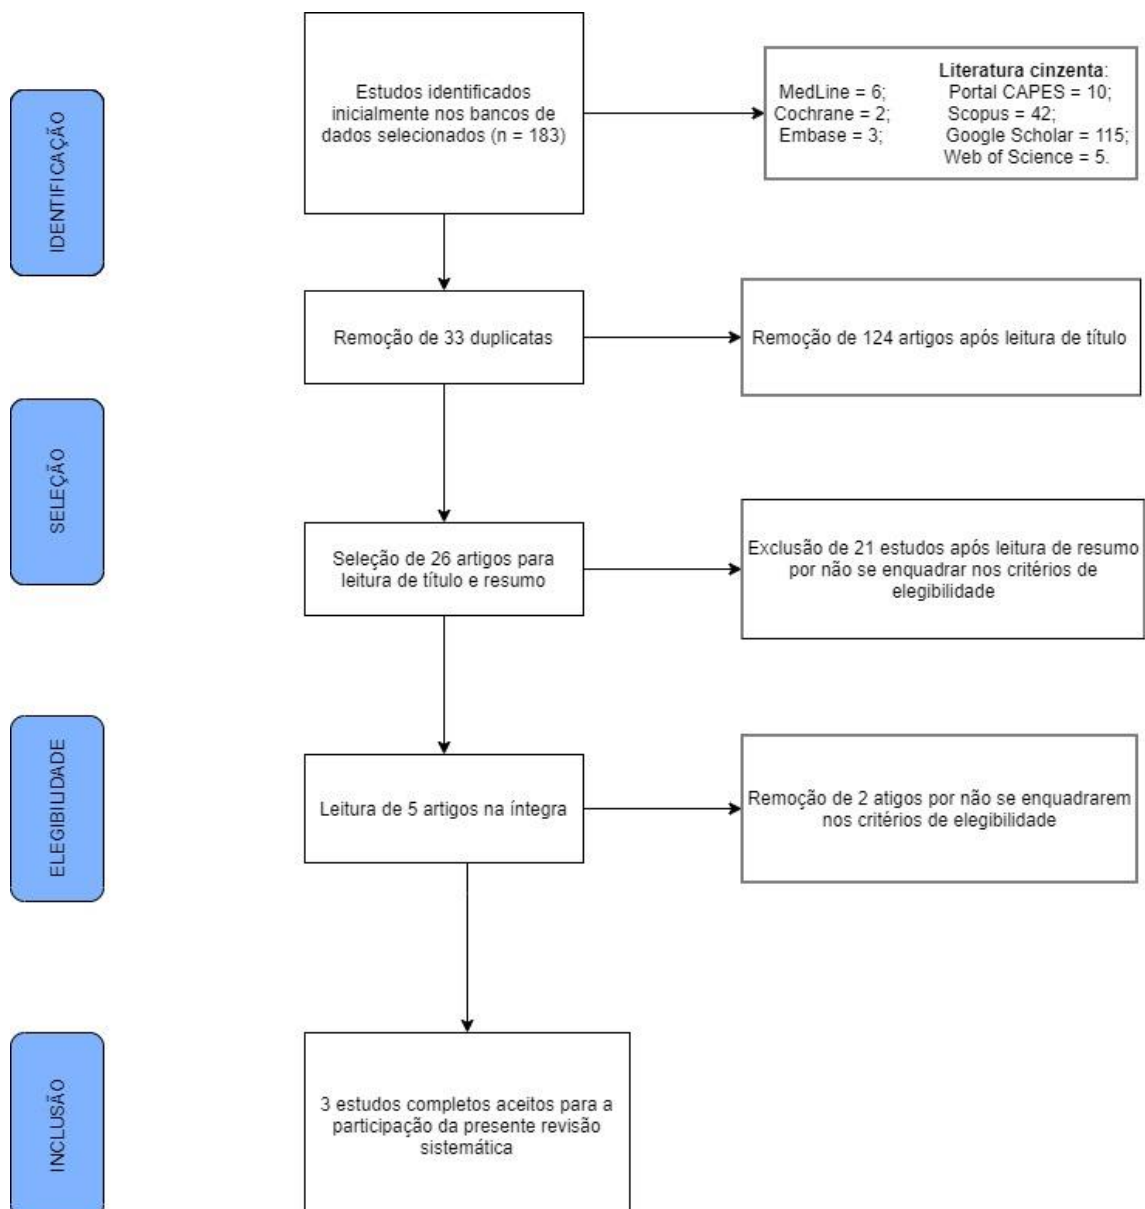 IDENTIFICAÇÃO
Estudos identificados
inicialmente nos bancos de
dados selecionados (n = 183)
MedLine = 6;
Cochrane = 2;
Embase = 3;
Literatura cinzenta:
Portal CAPES = 10;
Scopus = 42;
Google Scholar = 115;
Web of Science = 5.
Remoção de 33 duplicatas
Remoção de 124 artigos após leitura de título
SELEÇÃO
Seleção de 26 artigos para
leitura de título e resumo
Exclusão de 21 estudos após leitura de resumo
por não se enquadrar nos critérios de
elegibilidade
ELEGIBILIDADE
Leitura de 5 artigos na íntegra
Remoção de 2 atigos por não se enquadrarem
nos critérios de elegibilidade
INCLUSÃO
3 estudos completos aceitos para a
participação da presente revisão
sistemática